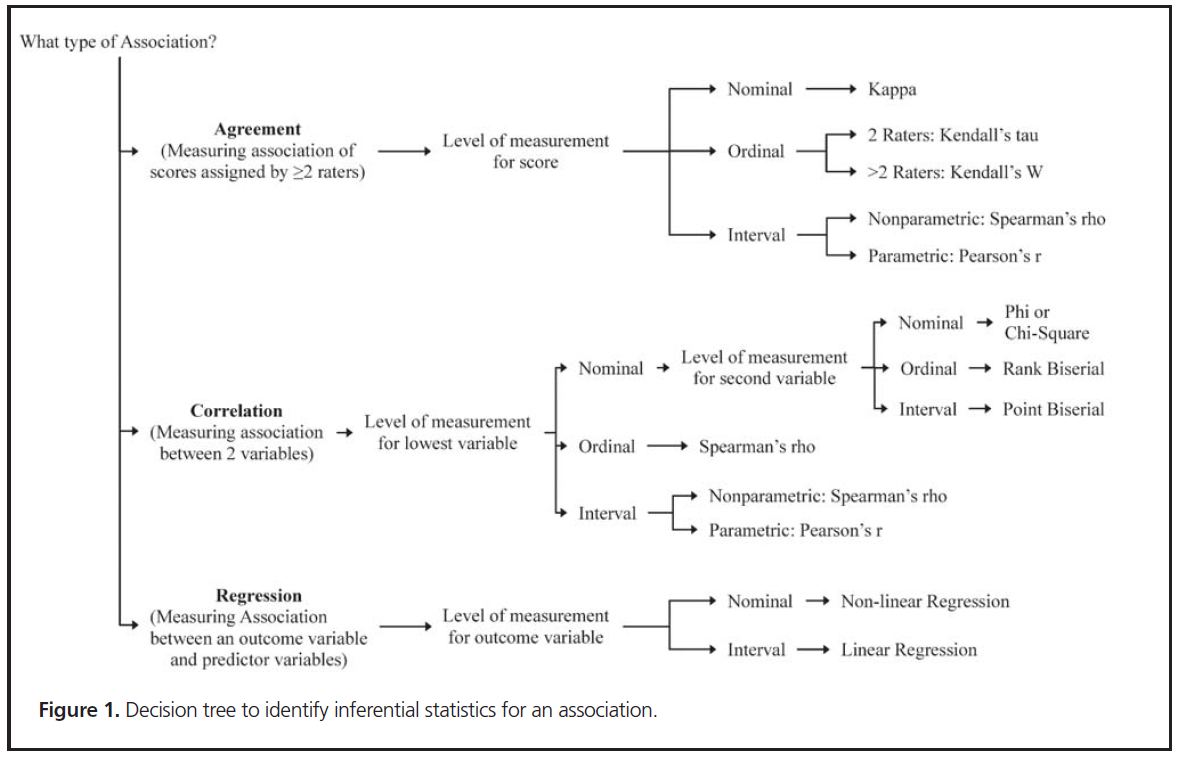 What type of Association?
Agreement
(Measuring association of
scores assigned by ≥2 raters)
Level of measurement
for score
Nominal
Kappa
Ordinal
2 Raters: Kendall's tau
>2 Raters: Kendall's W
Interval
Nonparametric: Spearman's rho
Parametric: Pearson's r
Correlation
(Measuring association
between 2 variables)
Level of measurement
for lowest variable
Nominal
Level of measurement
for second variable
Nominal
Phi or
Chi-Square
Ordinal
Rank Biserial
Interval
Point Biserial
Ordinal
Spearman's rho
Interval
Nonparametric: Spearman's rho
Parametric: Pearson's r
Regression
(Measuring Association
between an outcome variable
and predictor variables)
Level of measurement
for outcome variable
Nominal
Non-linear Regression
Interval
Linear Regression
Figure 1. Decision tree to identify inferential statistics for an association.